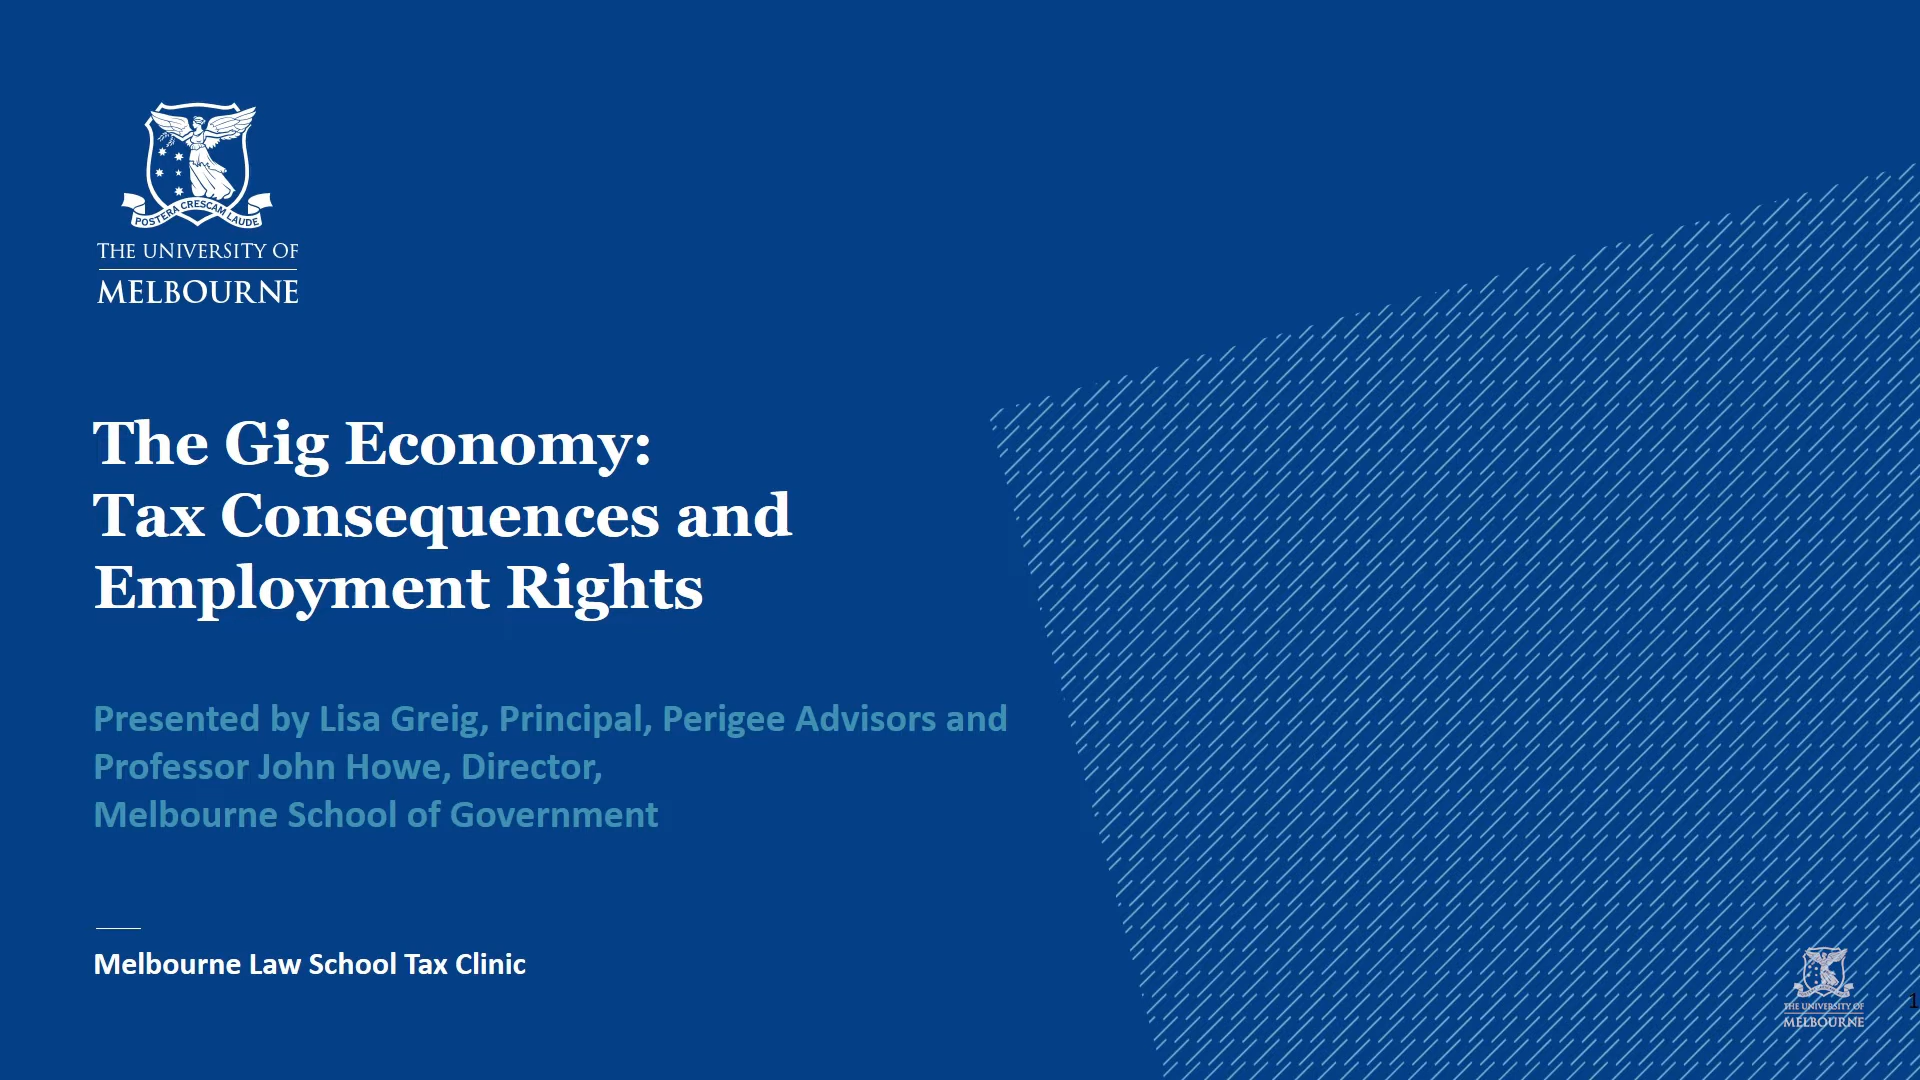 POSTERA CRESCAM LAUDE
THE UNIVERSITY OF
MELBOURNE
The Gig Economy:
Tax Consequences and
Employment Rights
Presented by Lisa Greig, Principal, Perigee Advisors and
Professor John Howe, Director,
Melbourne School of Government
Melbourne Law School Tax Clinic
THE UNIVERSITY OF
MELBOURNE
1